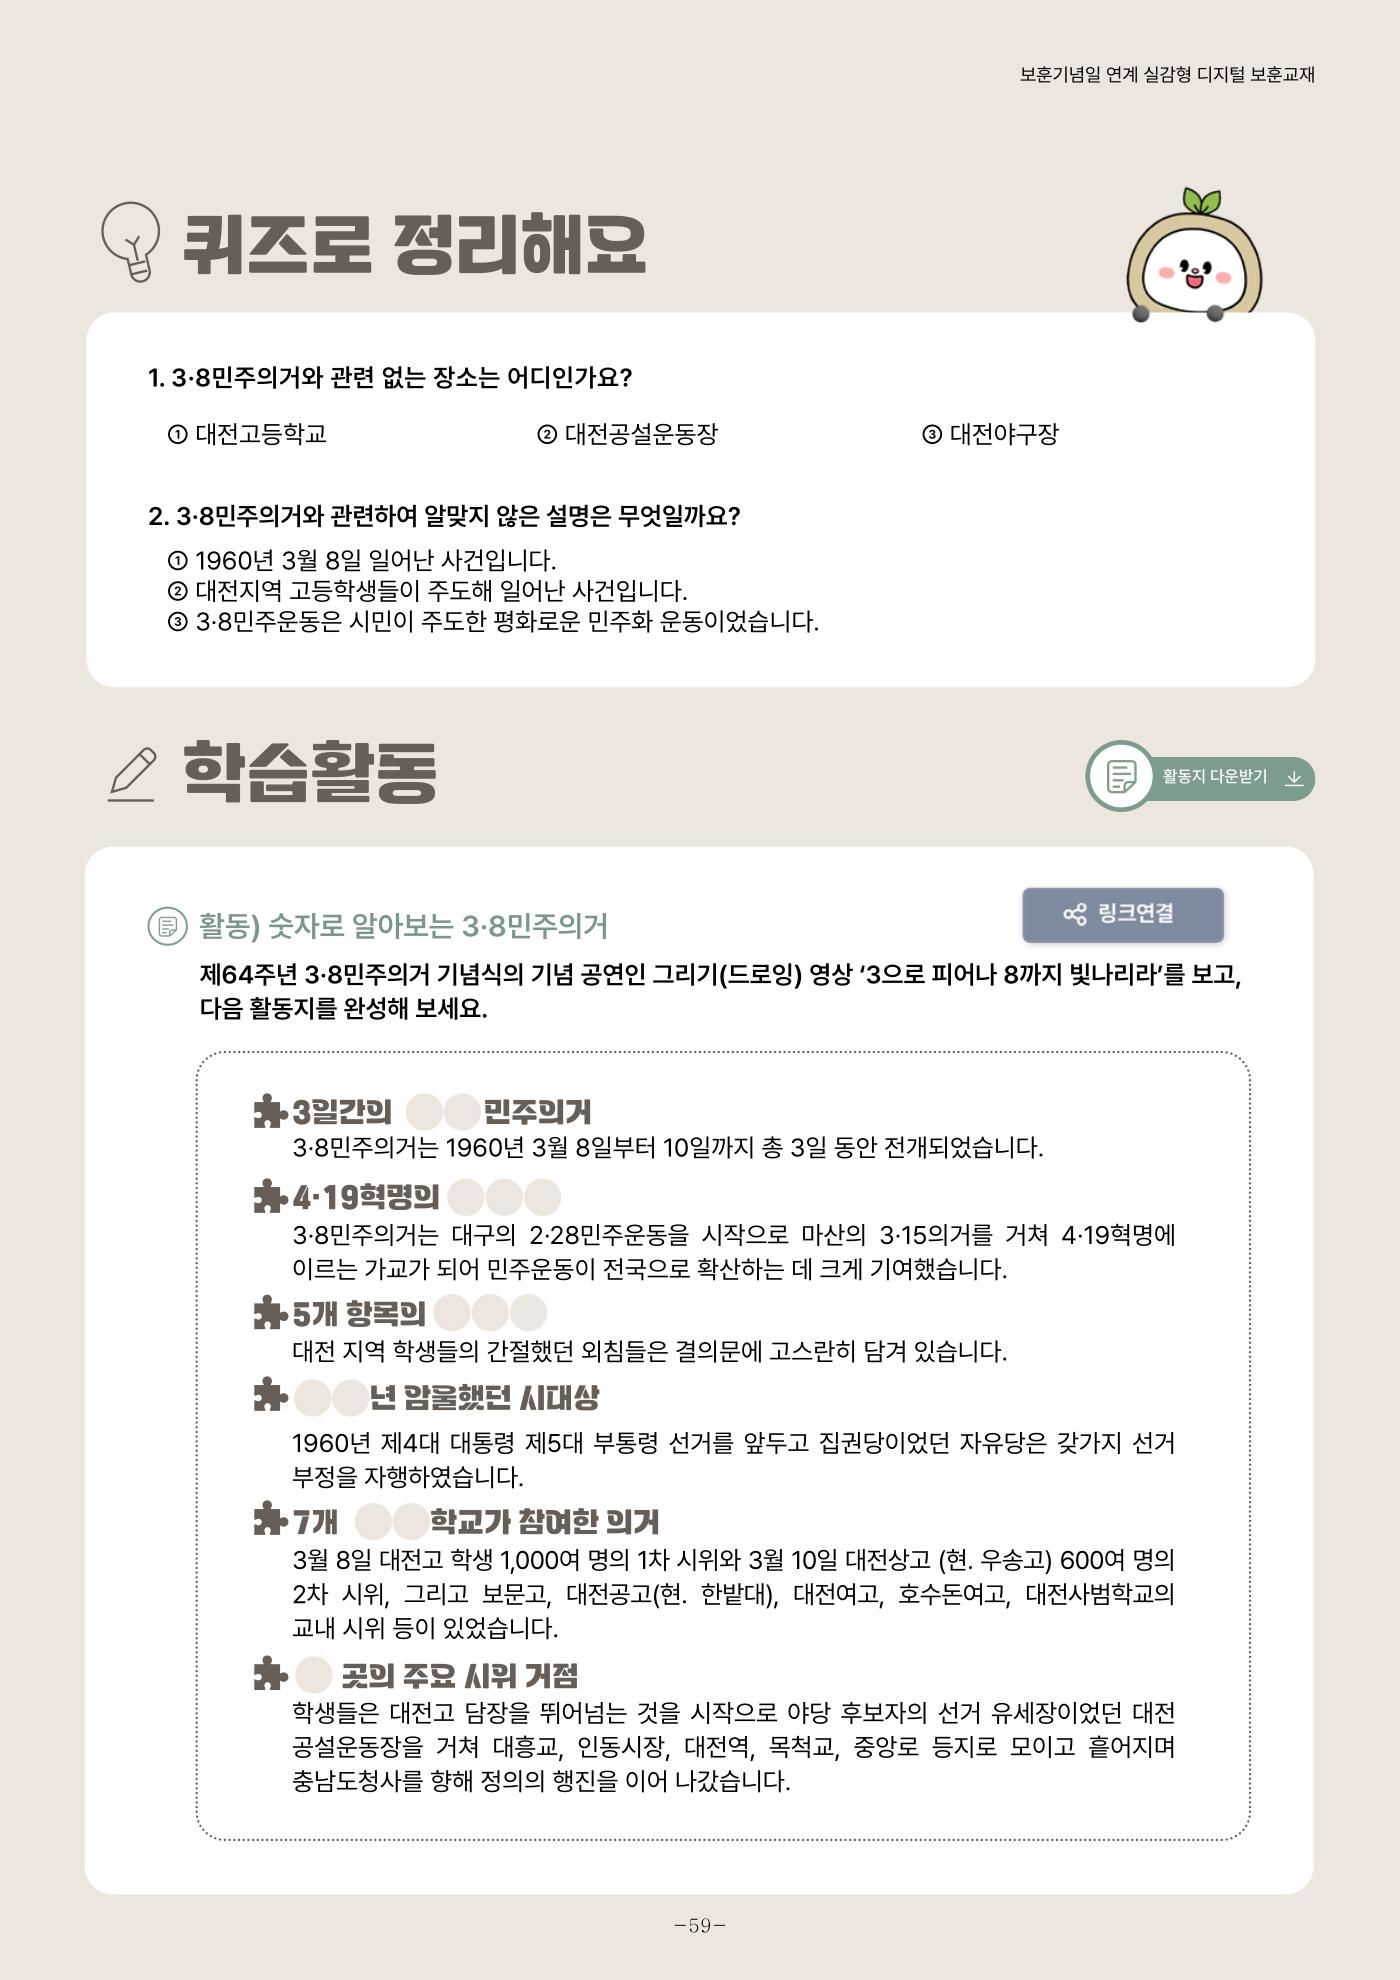 보훈기념일 연계 실감형 디지털 보훈교재
퀴즈로 정리해요
1. 3·8민주의거와 관련 없는 장소는 어디인가요?
① 대전고등학교 ② 대전공설운동장 ③ 대전야구장
2. 3·8민주의거와 관련하여 알맞지 않은 설명은 무엇일까요?
① 1960년 3월 8일 일어난 사건입니다.
② 대전지역 고등학생들이 주도해 일어난 사건입니다.
③ 3·8민주운동은 시민이 주도한 평화로운 민주화 운동이었습니다.
학습활동
활동지 다운받기
활동) 숫자로 알아보는 3·8민주의거
링크연결
제64주년 3·8민주의거 기념식의 기념 공연인 그리기(드로잉) 영상 ‘3으로 피어나 8까지 빛나리라’를 보고,
다음 활동지를 완성해 보세요.
3일간의 민주의거
3·8민주의거는 1960년 3월 8일부터 10일까지 총 3일 동안 전개되었습니다.
4·19혁명의
3·8민주의거는 대구의 2·28민주운동을 시작으로 마산의 3·15의거를 거쳐 4·19혁명에
이르는 가교가 되어 민주운동이 전국으로 확산하는 데 크게 기여했습니다.
5개 항목의
대전 지역 학생들의 간절했던 외침들은 결의문에 고스란히 담겨 있습니다.
년 암울했던 시대상
1960년 제4대 대통령 제5대 부통령 선거를 앞두고 집권당이었던 자유당은 갖가지 선거
부정을 자행하였습니다.
7개 학교가 참여한 의거
3월 8일 대전고 학생 1,000여 명의 1차 시위와 3월 10일 대전상고 (현. 우송고) 600여 명의
2차 시위, 그리고 보문고, 대전공고(현. 한밭대), 대전여고, 호수돈여고, 대전사범학교의
교내 시위 등이 있었습니다.
곳의 주요 시위 거점
학생들은 대전고 담장을 뛰어넘는 것을 시작으로 야당 후보자의 선거 유세장이었던 대전
공설운동장을 거쳐 대흥교, 인동시장, 대전역, 목척교, 중앙로 등지로 모이고 흩어지며
충남도청사를 향해 정의의 행진을 이어 나갔습니다.
-59-